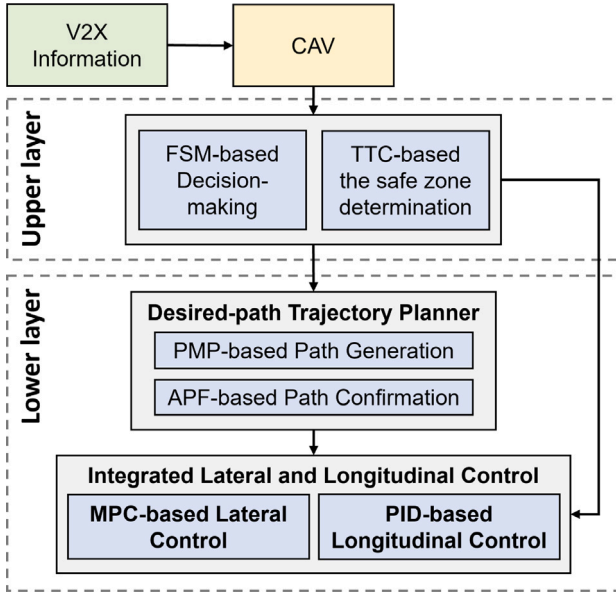 V2X
Information
CAV
Upper layer
FSM-based
Decision-
making
TTC-based
the safe zone
determination
Lower layer
Desired-path Trajectory Planner
PMP-based Path Generation
APF-based Path Confirmation
Integrated Lateral and Longitudinal Control
MPC-based Lateral
Control
PID-based
Longitudinal Control